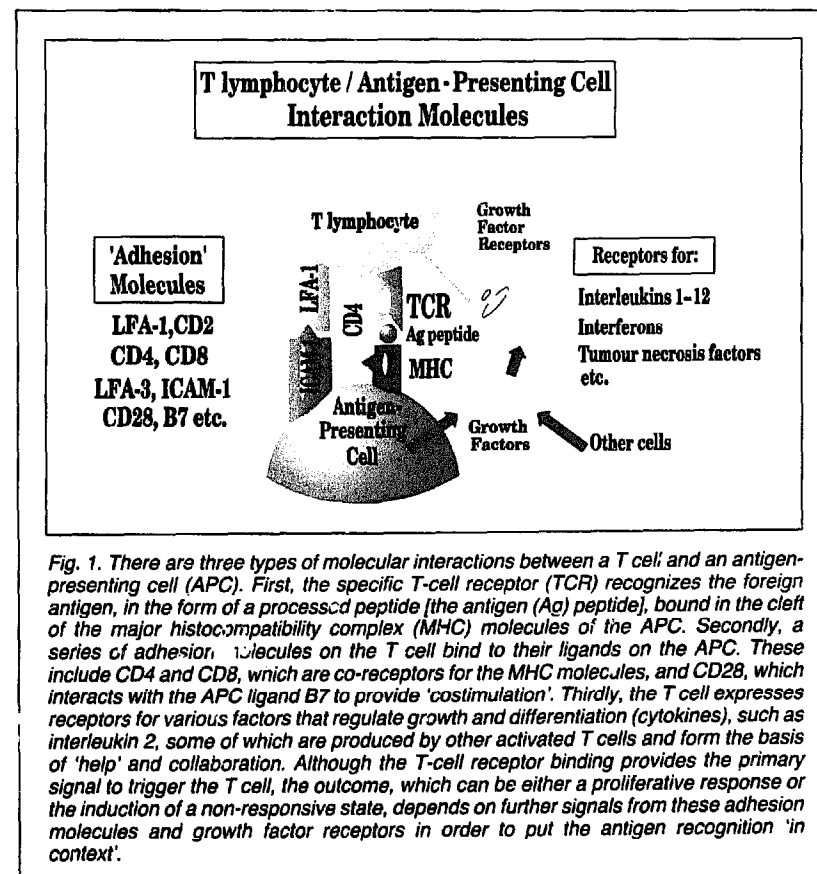 T lymphocyte / Antigen-Presenting Cell
Interaction Molecules
'Adhesion'
Molecules
LFA-1,CD2
CD4, CD8
LFA-3, ICAM-1
CD28, B7 etc.
T lymphocyte
LFA-1
ICAM-1
CD4
TCR
Ag peptide
MHC
Antigen-
Presenting
Cell
Growth
Factor
Receptors
Growth
Factors
Other cells
Receptors for:
Interleukins 1-12
Interferons
Tumour necrosis factors
etc.
Fig. 1. There are three types of molecular interactions between a T cell and an antigen-
presenting cell (APC). First, the specific T-cell receptor (TCR) recognizes the foreign
antigen, in the form of a processed peptide [the antigen (Ag) peptide], bound in the cleft
of the major histocompatibility complex (MHC) molecules of the APC. Secondly, a
series of adhesion molecules on the T cell bind to their ligands on the APC. These
include CD4 and CD8, which are co-receptors for the MHC molecules, and CD28, which
interacts with the APC ligand B7 to provide 'costimulation'. Thirdly, the T cell expresses
receptors for various factors that regulate growth and differentiation (cytokines), such as
interleukin 2, some of which are produced by other activated T cells and form the basis
of 'help' and collaboration. Although the T-cell receptor binding provides the primary
signal to trigger the T cell, the outcome, which can be either a proliferative response or
the induction of a non-responsive state, depends on further signals from these adhesion
molecules and growth factor receptors in order to put the antigen recognition 'in
context'.